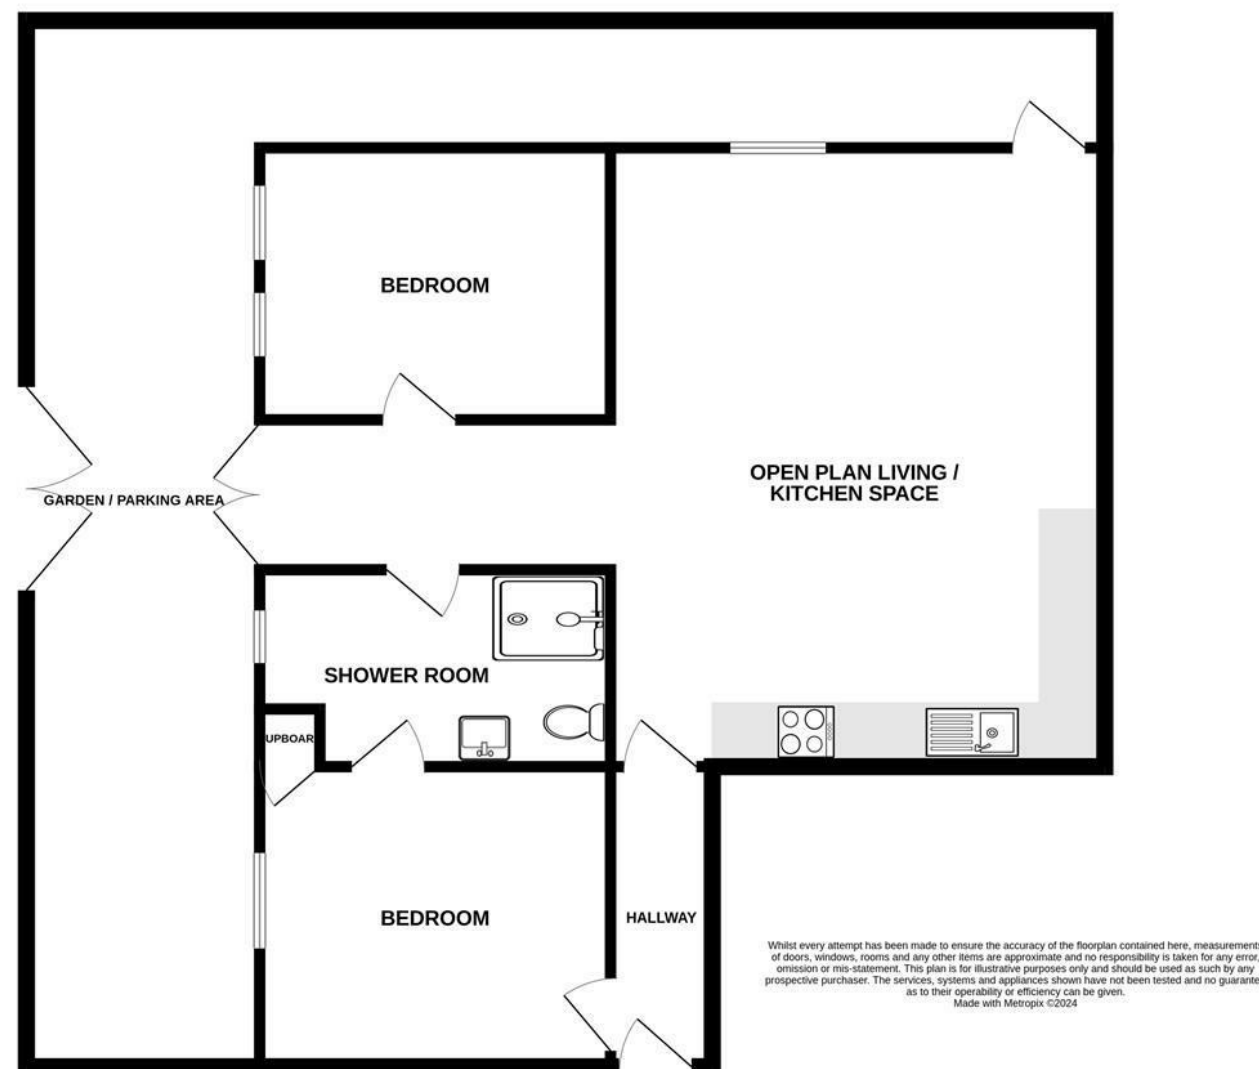 BEDROOM
OPEN PLAN LIVING /
KITCHEN SPACE
GARDEN / PARKING AREA
SHOWER ROOM
UPBOAR
BEDROOM
HALLWAY
Whilst every attempt has been made to ensure the accuracy of the floorplan contained here, measurements
of doors, windows, rooms and any other items are approximate and no responsibility is taken for any error,
omission or mis-statement. This plan is for illustrative purposes only and should be used as such by any
prospective purchaser. The services, systems and appliances shown have not been tested and no guarante
as to their operability or efficiency can be given.
Made with Metropix ©2024